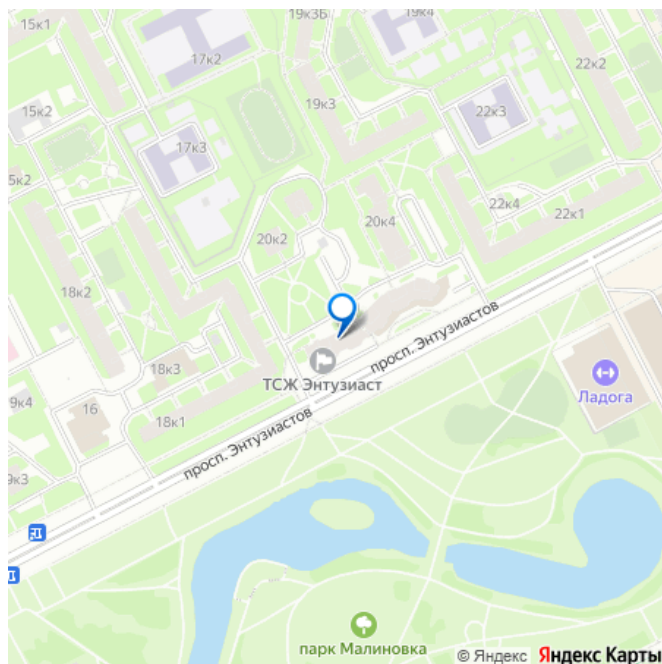 15к1
19к3Б
19к4
17к2
22к2
19к3
15к2
22к3
17к3
5к2
22к4
20к4
22к1
20к2
18к2
просп. Энтузиастов
18к3
ТСЖ Энтузиаст
Ладога
9к4
16
18к1
просп. Энтузиастов
9к3
парк Малиновка
© Яндекс Яндекс Карты